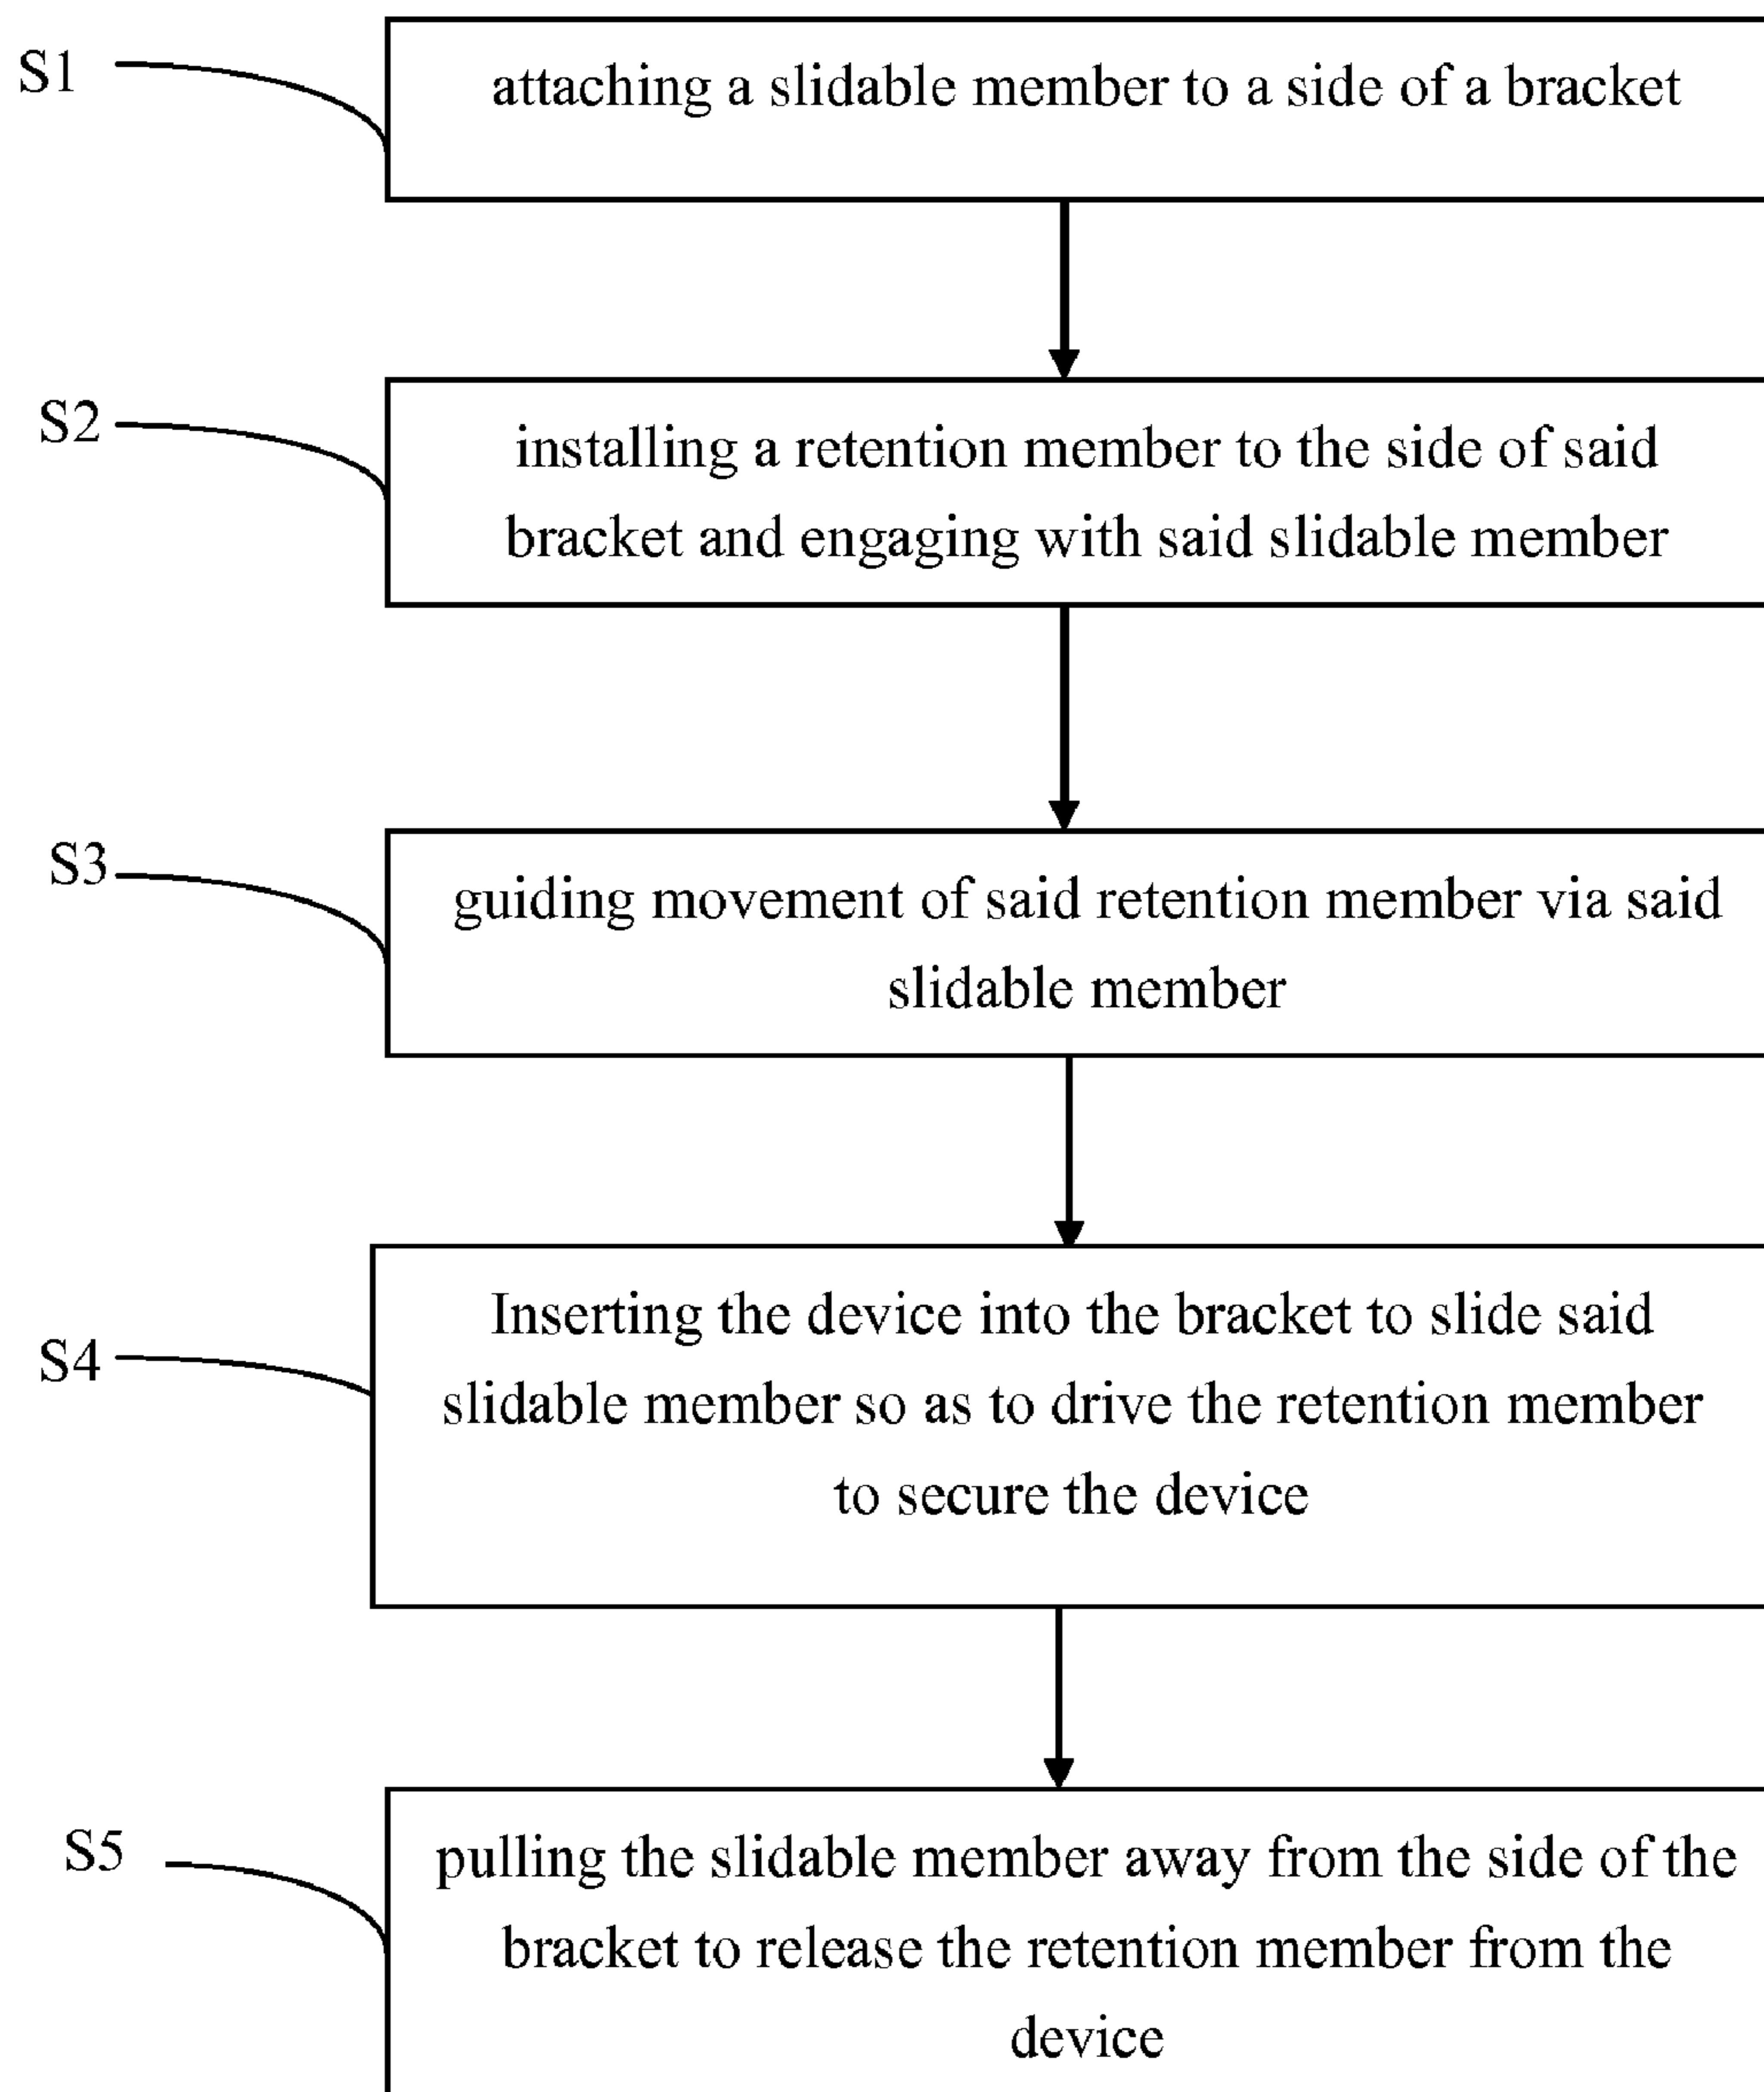 S1
attaching a slidable member to a side of a bracket
S2
installing a retention member to the side of said
bracket and engaging with said slidable member
S3
guiding movement of said retention member via said
slidable member
S4
Inserting the device into the bracket to slide said
slidable member so as to drive the retention member
to secure the device
S5
pulling the slidable member away from the side of the
bracket to release the retention member from the
device